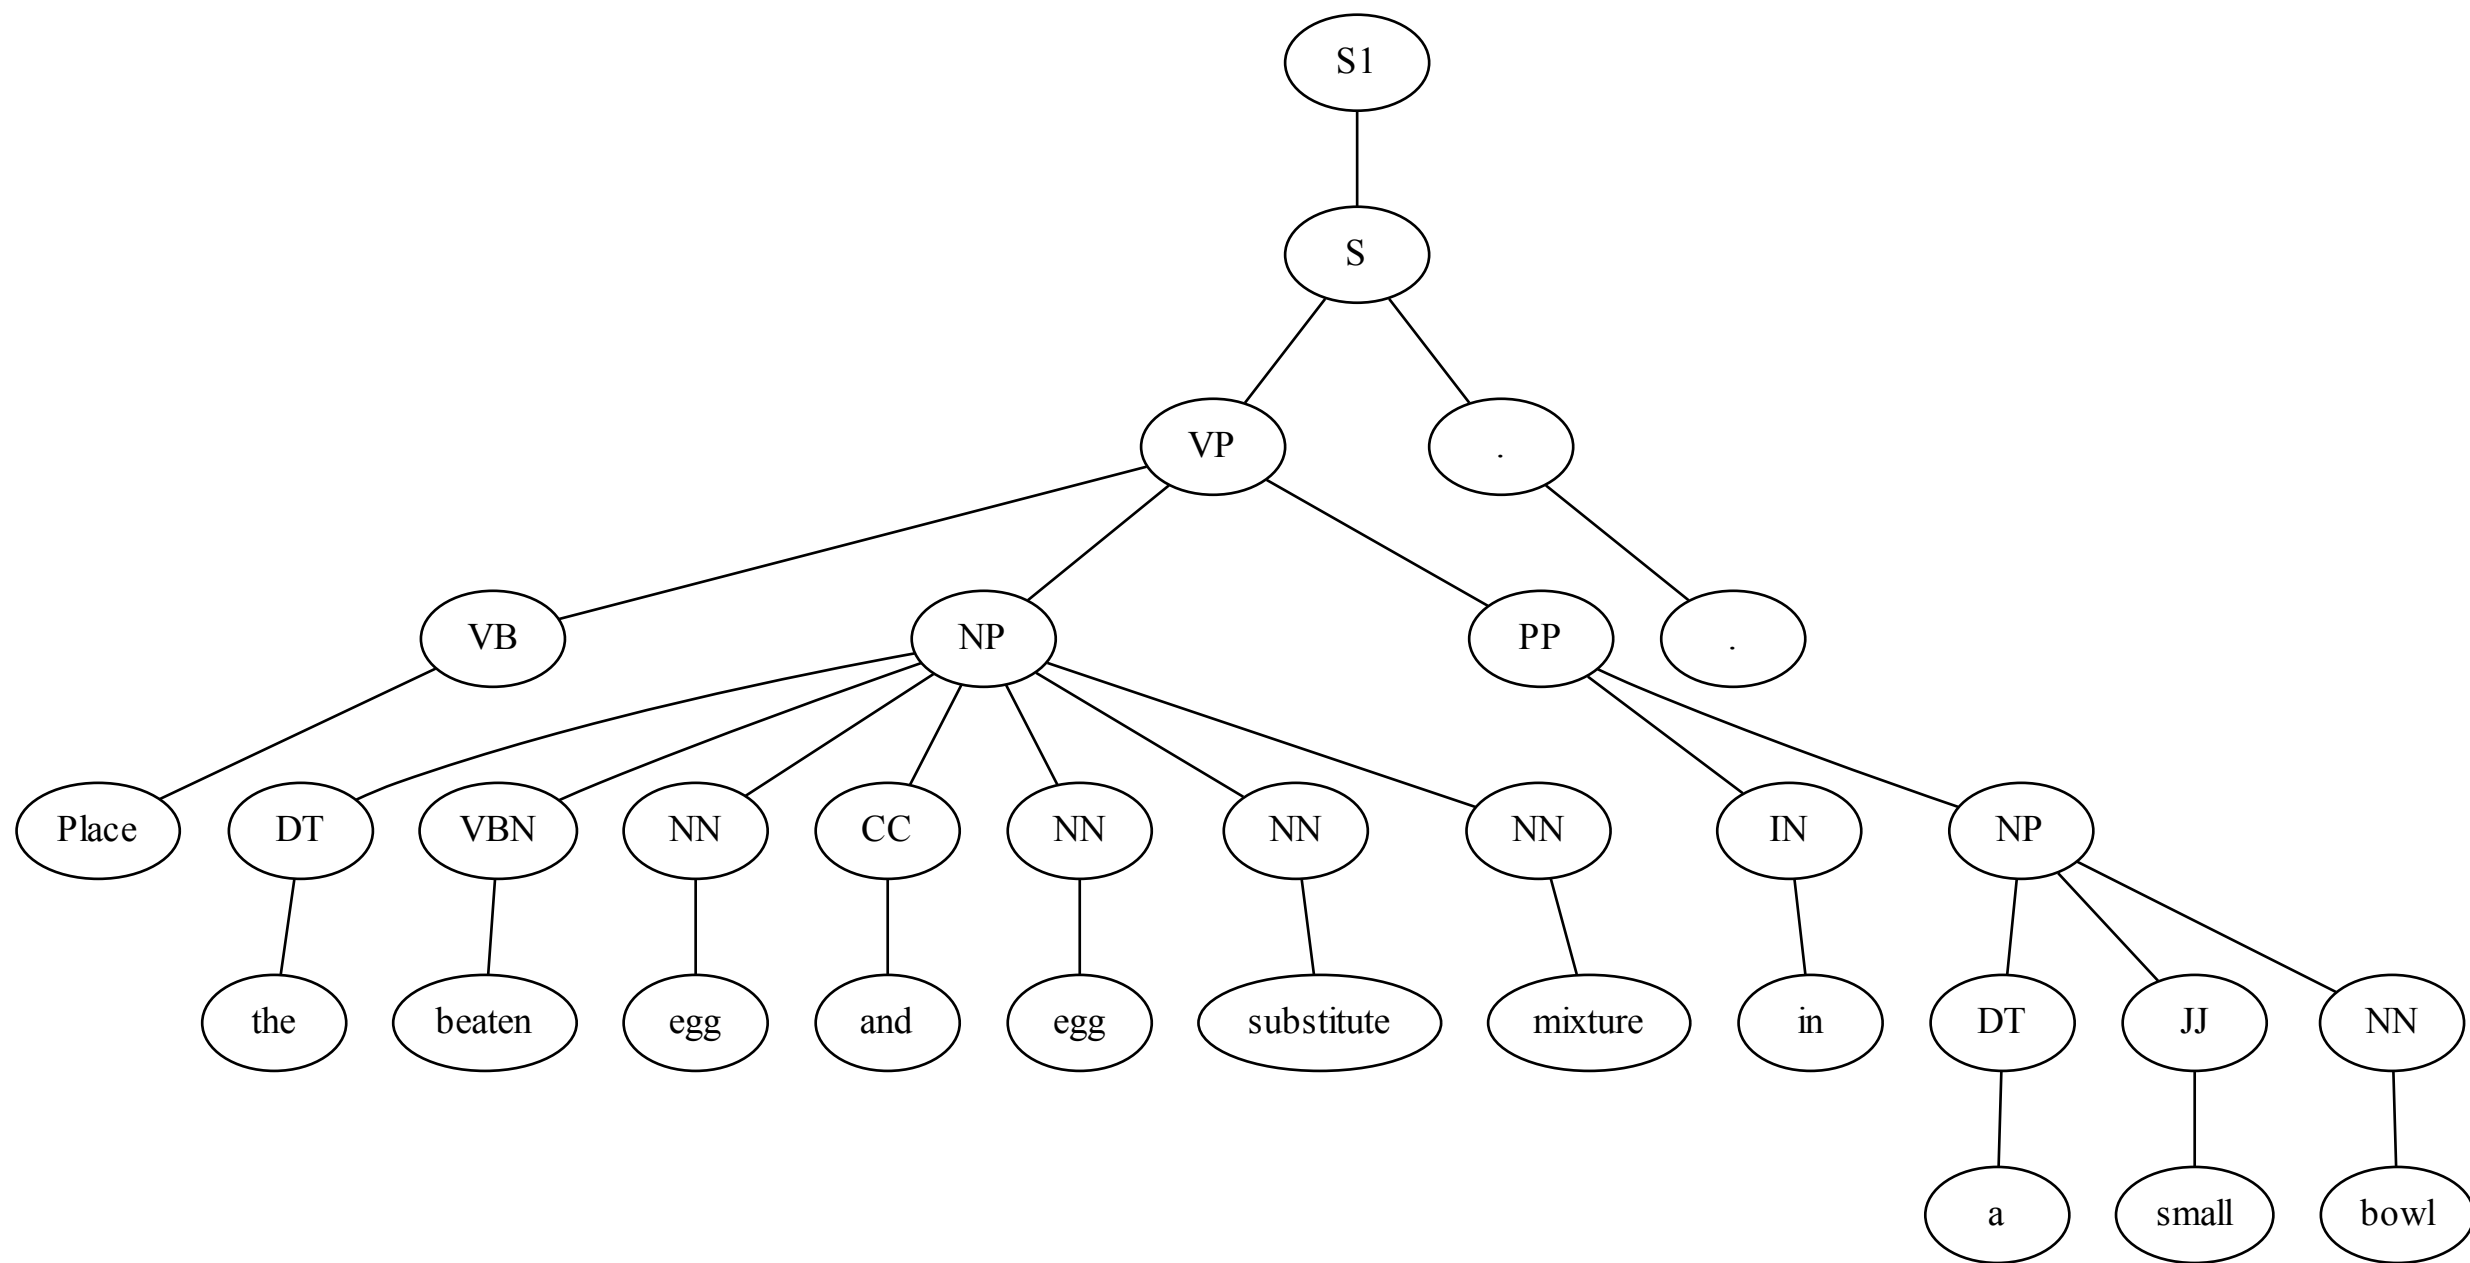 S1
S
VP .
VB NP PP .
Place DT VBN NN CC NN NN NN IN NP
the beaten egg and egg substitute mixture in DT JJ NN
a small bowl